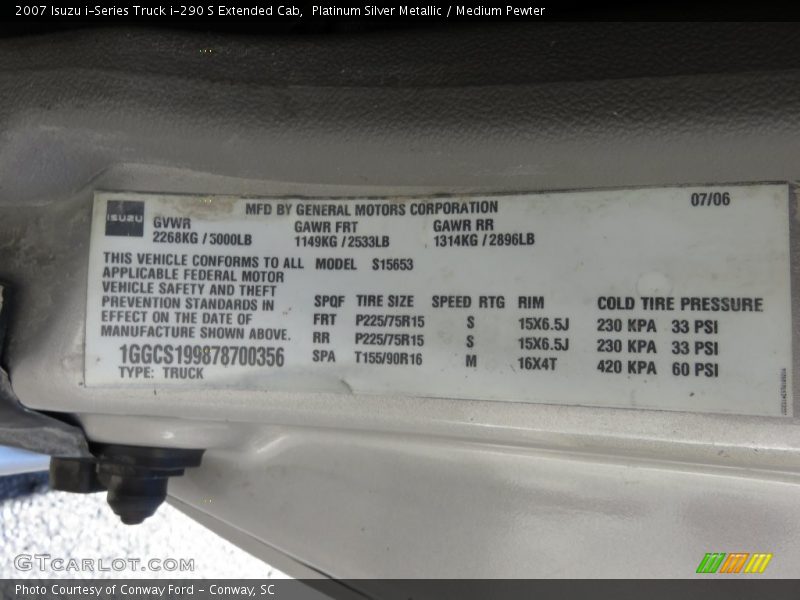 2007 Isuzu i-Series Truck i-290 S Extended Cab,  Platinum Silver Metallic / Medium Pewter
ISUZU
MFD BY GENERAL MOTORS CORPORATION 07/06
GVWR GAWR FRT GAWR RR
2268KG / 5000LB 1149KG / 2533LB 1314KG / 2896LB
THIS VEHICLE CONFORMS TO ALL MODEL S15653
APPLICABLE FEDERAL MOTOR
VEHICLE SAFETY AND THEFT
PREVENTION STANDARDS IN
EFFECT ON THE DATE OF
MANUFACTURE SHOWN ABOVE.
1GGCS199878700356
TYPE: TRUCK
SPQF TIRE SIZE SPEED RTG RIM COLD TIRE PRESSURE
FRT P225/75R15 S 15X6.5J 230 KPA 33 PSI
RR P225/75R15 S 15X6.5J 230 KPA 33 PSI
SPA T155/90R16 M 16X4T 420 KPA 60 PSI
GTCARLOT.COM
Photo Courtesy of Conway Ford - Conway, SC